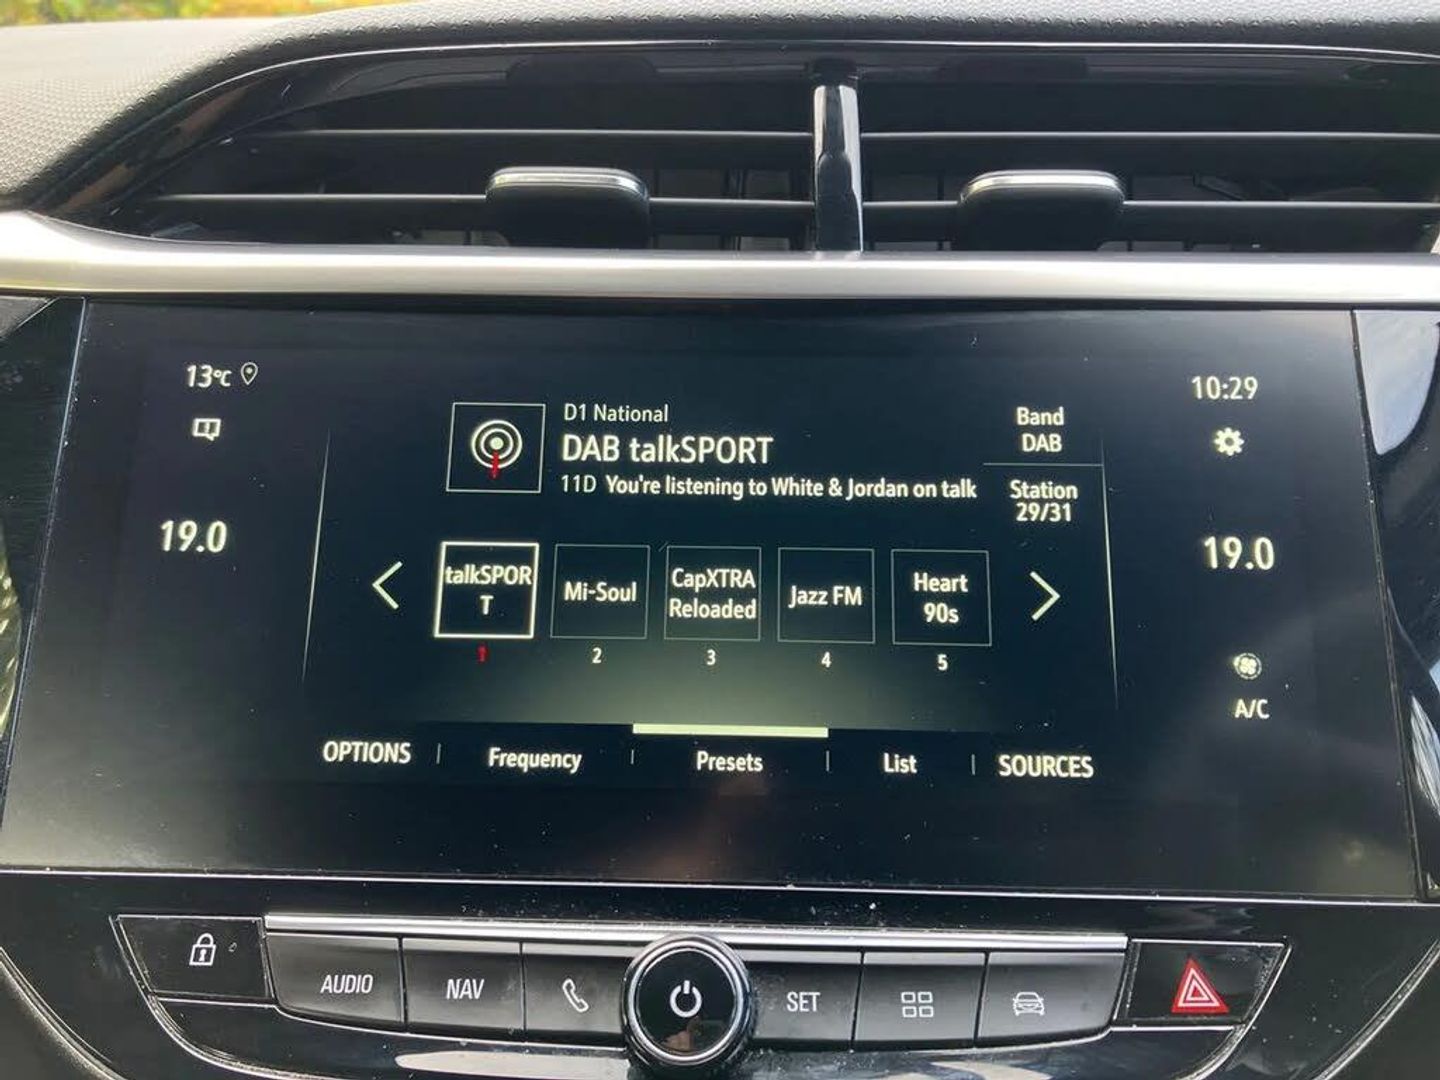 13°C
10:29
D1 National
DAB talkSPORT
11D You're listening to White & Jordan on talk
Band
DAB
Station
29/31
19.0
19.0
talkSPOR
T
Mi-Soul
CapXTRA
Reloaded
Jazz FM
Heart
90s
1
2
3
4
5
A/C
OPTIONS
Frequency
Presets
List
SOURCES
AUDIO
NAV
SET